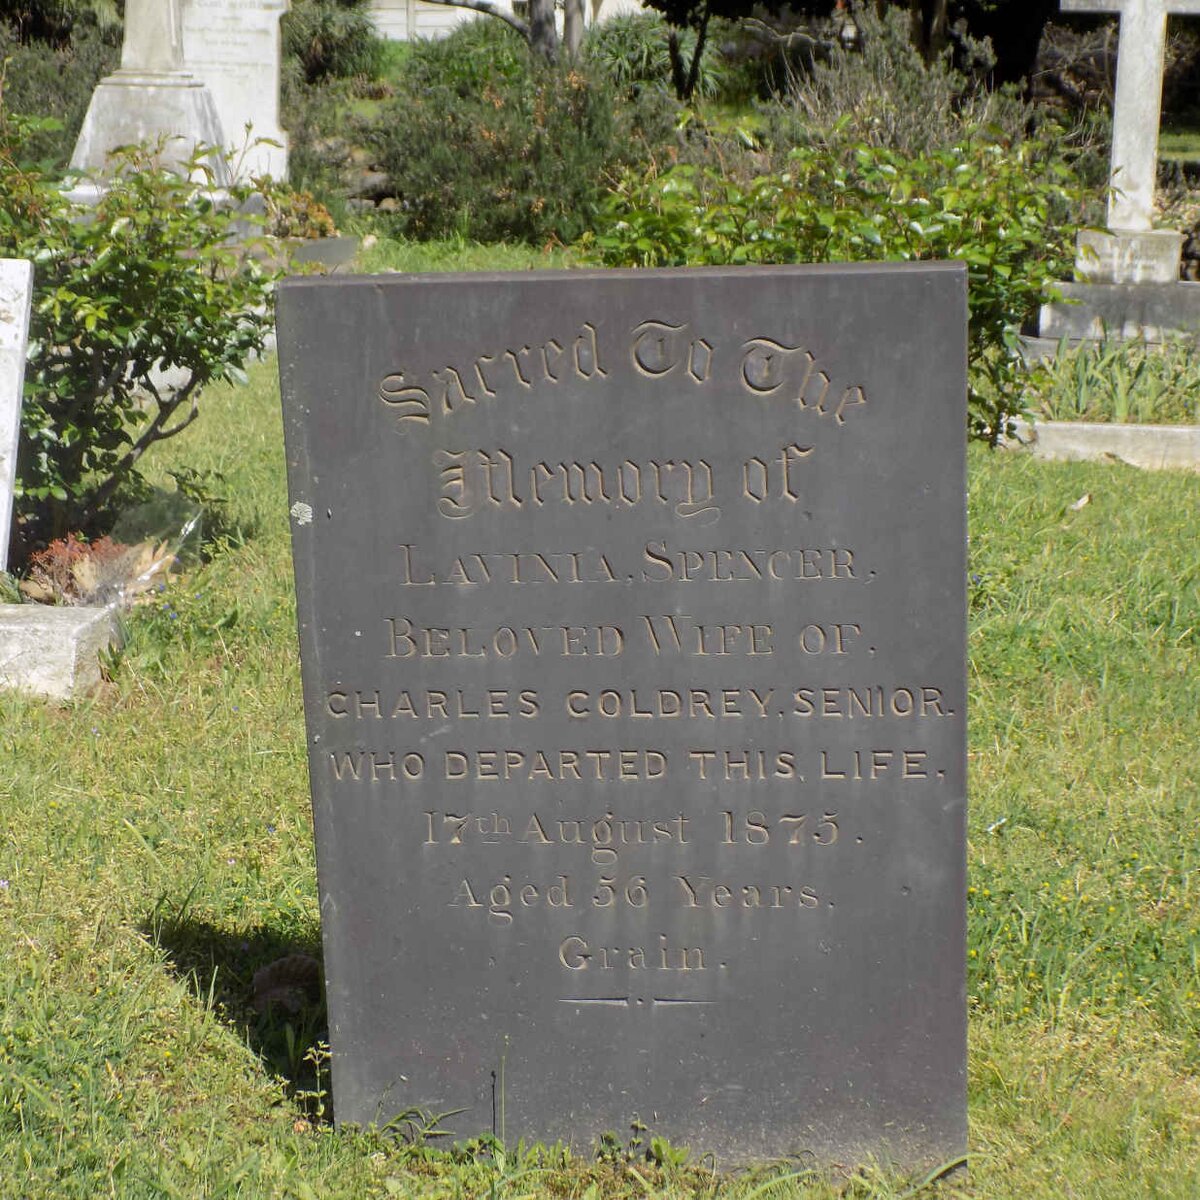 Sacred To The
Memory of
LAVINIA, SPENCER,
BELOVED WIFE OF.
CHARLES COLDREY, SENIOR.
WHO DEPARTED THIS, LIFE,
17th August 1875.
Aged 56 Years.
Grain.